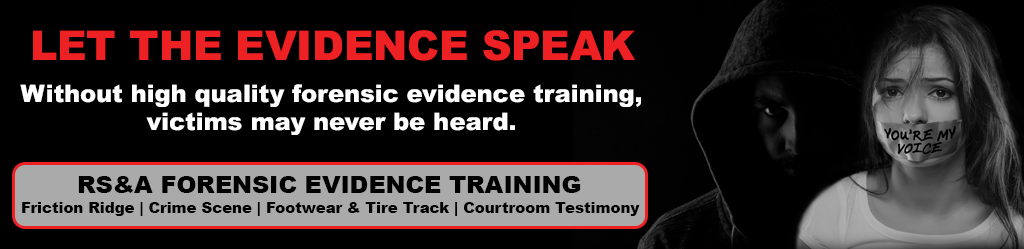 LET THE EVIDENCE SPEAK
Without high quality forensic evidence training,
victims may never be heard.
RS&A FORENSIC EVIDENCE TRAINING
Friction Ridge | Crime Scene | Footwear & Tire Track | Courtroom Testimony
YOU'RE MY
VOICE